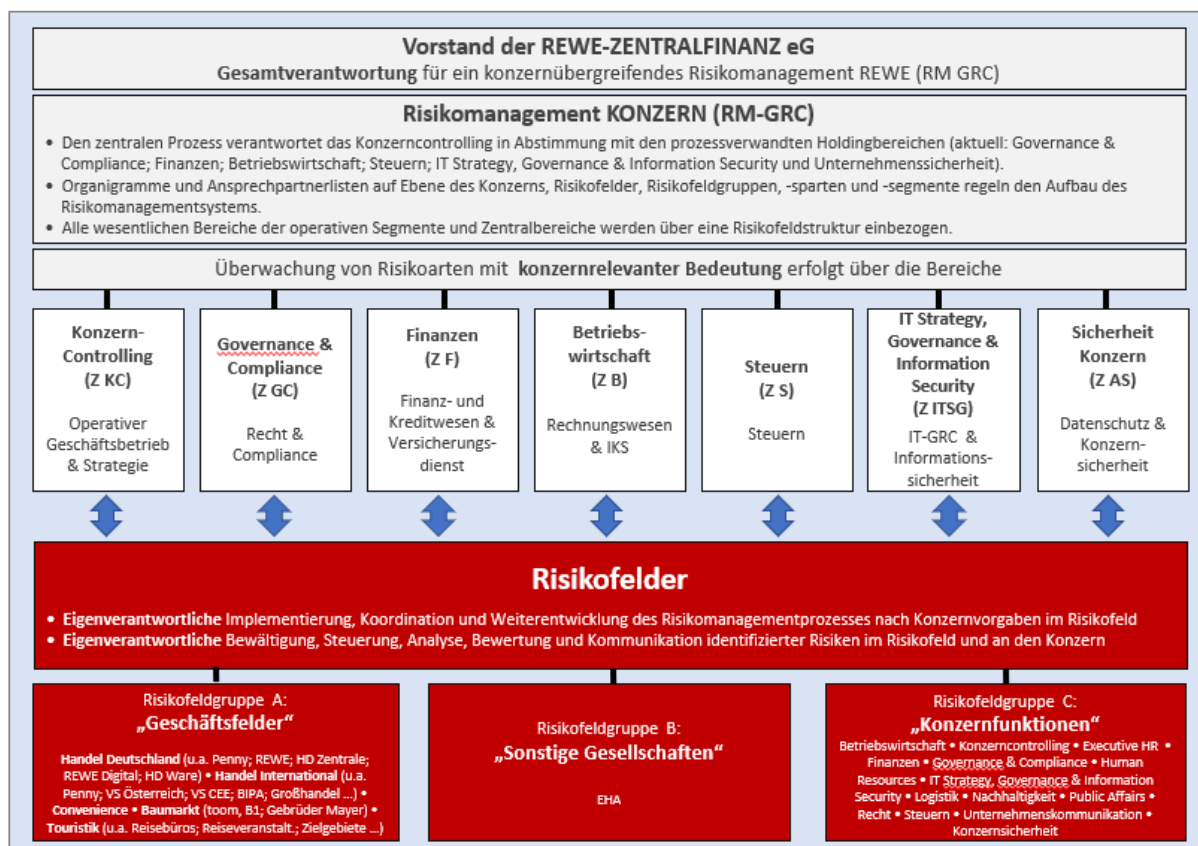 Vorstand der REWE-ZENTRALFINANZ eG
Gesamtverantwortung für ein konzernübergreifendes Risikomanagement REWE (RM GRC)
Risikomanagement KONZERN (RM-GRC)
• Den zentralen Prozess verantwortet das Konzerncontrolling in Abstimmung mit den prozessverwandten Holdingbereichen (aktuell: Governance &
Compliance; Finanzen; Betriebswirtschaft; Steuern; IT Strategy, Governance & Information Security und Unternehmenssicherheit).
• Organigramme und Ansprechpartnerlisten auf Ebene des Konzerns, Risikofelder, Risikofeldgruppen, -sparten und -segmente regeln den Aufbau des
Risikomanagementsystems.
• Alle wesentlichen Bereiche der operativen Segmente und Zentralbereiche werden über eine Risikofeldstruktur einbezogen.
Überwachung von Risikoarten mit konzernrelevanter Bedeutung erfolgt über die Bereiche
Konzern-
Controlling
(Z KC)
Operativer
Geschäftsbetrieb
& Strategie
Governance &
Compliance
(Z GC)
Recht &
Compliance
Finanzen
(Z F)
Finanz- und
Kreditwesen &
Versicherungs-
dienst
Betriebs-
wirtschaft
(Z B)
Rechnungswesen
& IKS
Steuern
(Z S)
Steuern
IT Strategy,
Governance &
Information
Security
(Z ITSG)
IT-GRC &
Informations-
sicherheit
Sicherheit
Konzern
(Z AS)
Datenschutz &
Konzern-
sicherheit
Risikofelder
• Eigenverantwortliche Implementierung, Koordination und Weiterentwicklung des Risikomanagementprozesses nach Konzernvorgaben im Risikofeld
• Eigenverantwortliche Bewältigung, Steuerung, Analyse, Bewertung und Kommunikation identifizierter Risiken im Risikofeld und an den Konzern
Risikofeldgruppe A:
„Geschäftsfelder“
Handel Deutschland (u.a. Penny; REWE; HD Zentrale;
REWE Digital; HD Ware) • Handel International (u.a.
Penny; VS Österreich; VS CEE; BIPA; Großhandel ...) •
Convenience • Baumarkt (toom, B1; Gebrüder Mayer) •
Touristik (u.a. Reisebüros; Reiseveranstalt.; Zielgebiete ...)
Risikofeldgruppe B:
„Sonstige Gesellschaften“
EHA
Risikofeldgruppe C:
„Konzernfunktionen“
Betriebswirtschaft • Konzerncontrolling • Executive HR •
Finanzen • Governance & Compliance • Human
Resources • IT Strategy, Governance & Information
Security • Logistik • Nachhaltigkeit • Public Affairs •
Recht • Steuern • Unternehmenskommunikation •
Konzernsicherheit